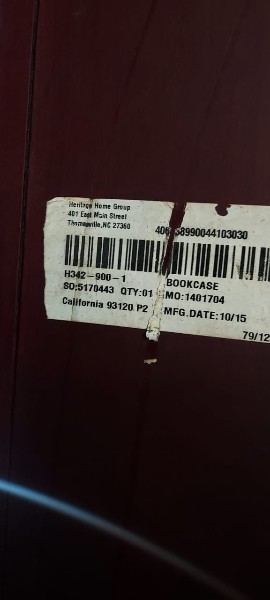 Heritage Home Group
401 East Main Street
Thomasville, NC 27360
H342-900-1
BOOKCASE
SO:5170443 QTY:01 MO:1401704
California 93120 P2 MFG.DATE:10/15
79/12